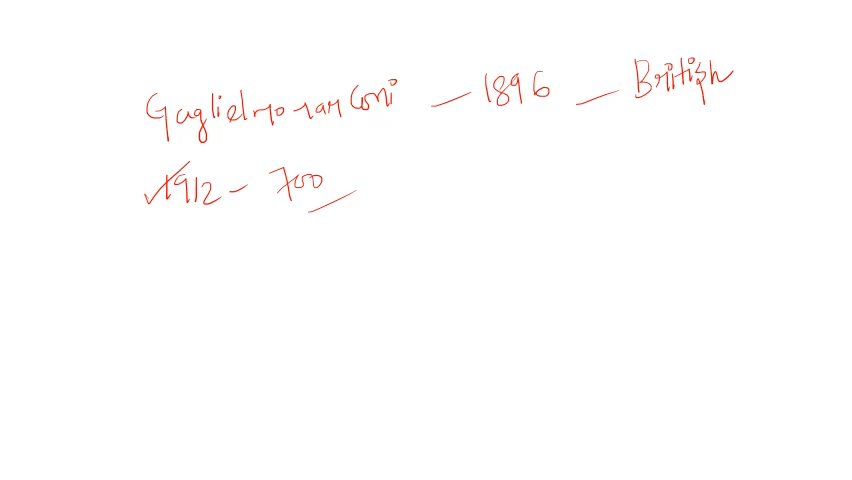 Guglielmo Marconi – 1896 – British
✓1912 – 700